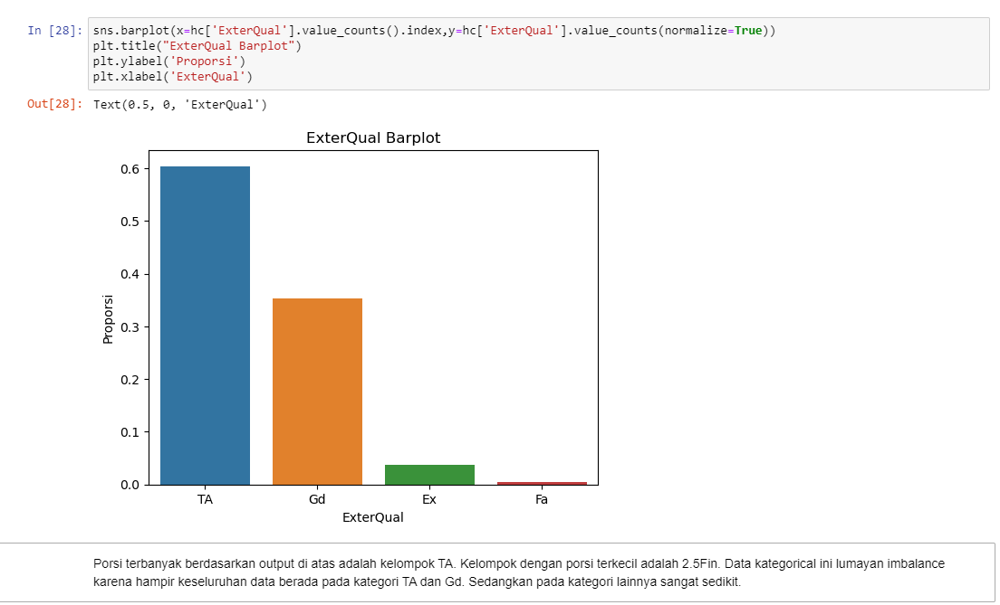 In [28]: sns.barplot(x=hc['ExterQual'].value_counts().index,y=hc['ExterQual'].value_counts(normalize=True))
plt.title("ExterQual Barplot")
plt.ylabel('Proporsi')
plt.xlabel('ExterQual')
Out[28]: Text(0.5, 0, 'ExterQual')
ExterQual Barplot
Proporsi
0.6
0.5
0.4
0.3
0.2
0.1
0.0
TA Gd Ex Fa
ExterQual
Porsi terbanyak berdasarkan output di atas adalah kelompok TA. Kelompok dengan porsi terkecil adalah 2.5Fin. Data kategorical ini lumayan imbalance
karena hampir keseluruhan data berada pada kategori TA dan Gd. Sedangkan pada kategori lainnya sangat sedikit.